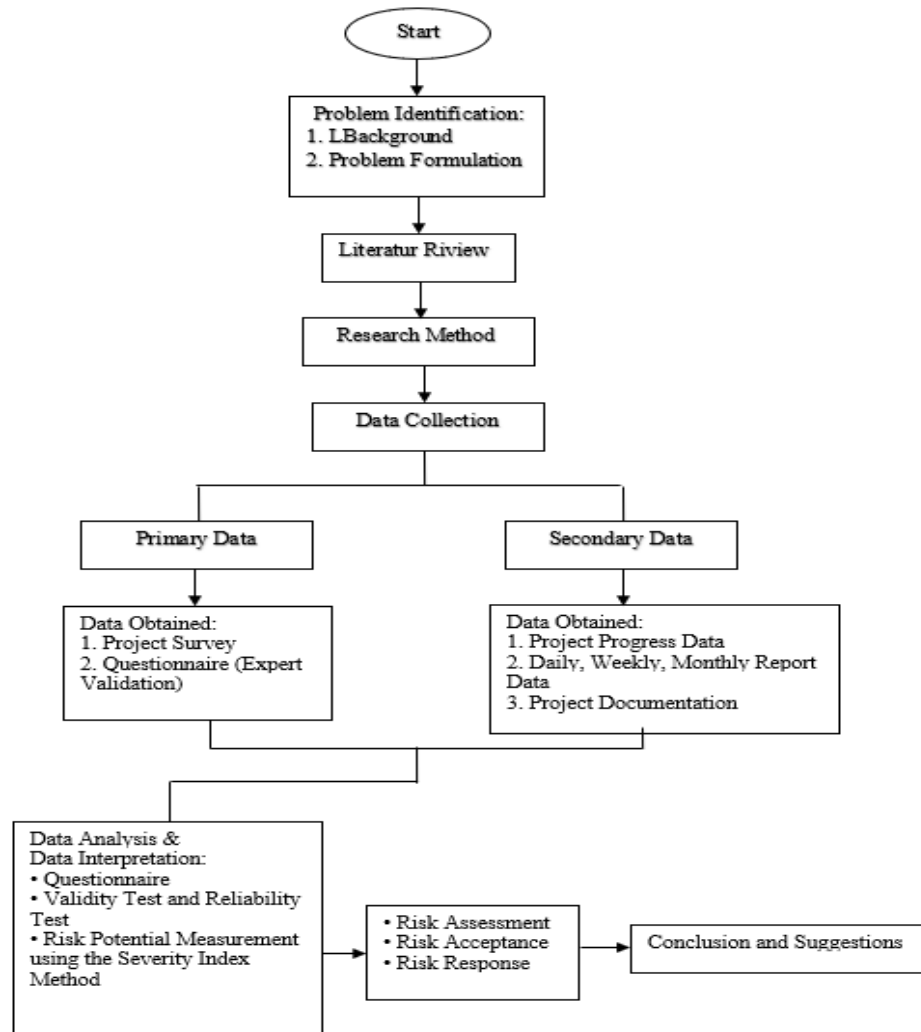 Start
Problem Identification:
1. LBackground
2. Problem Formulation
Literatur Riview
Research Method
Data Collection
Primary Data
Secondary Data
Data Obtained:
1. Project Survey
2. Questionnaire (Expert
Validation)
Data Obtained:
1. Project Progress Data
2. Daily, Weekly, Monthly Report
Data
3. Project Documentation
Data Analysis &
Data Interpretation:
• Questionnaire
• Validity Test and Reliability
Test
• Risk Potential Measurement
using the Severity Index
Method
• Risk Assessment
• Risk Acceptance
• Risk Response
Conclusion and Suggestions